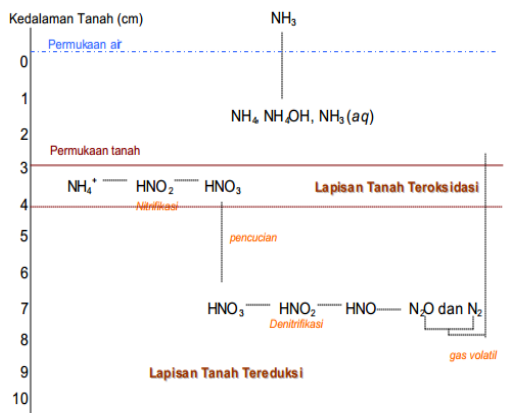 Kedalaman Tanah (cm)
NH3
Permukaan air
0
1
NH4, NH4OH, NH3 (aq)
2
Permukaan tanah
3
NH4+ HNO2 HNO3 Lapisan Tanah Teroksidasi
4
Nitrifikasi
5
pencucian
6
7
HNO3 HNO2 HNO N2O dan N2
Denitrifikasi
8
gas volatil
9
Lapisan Tanah Tereduksi
10